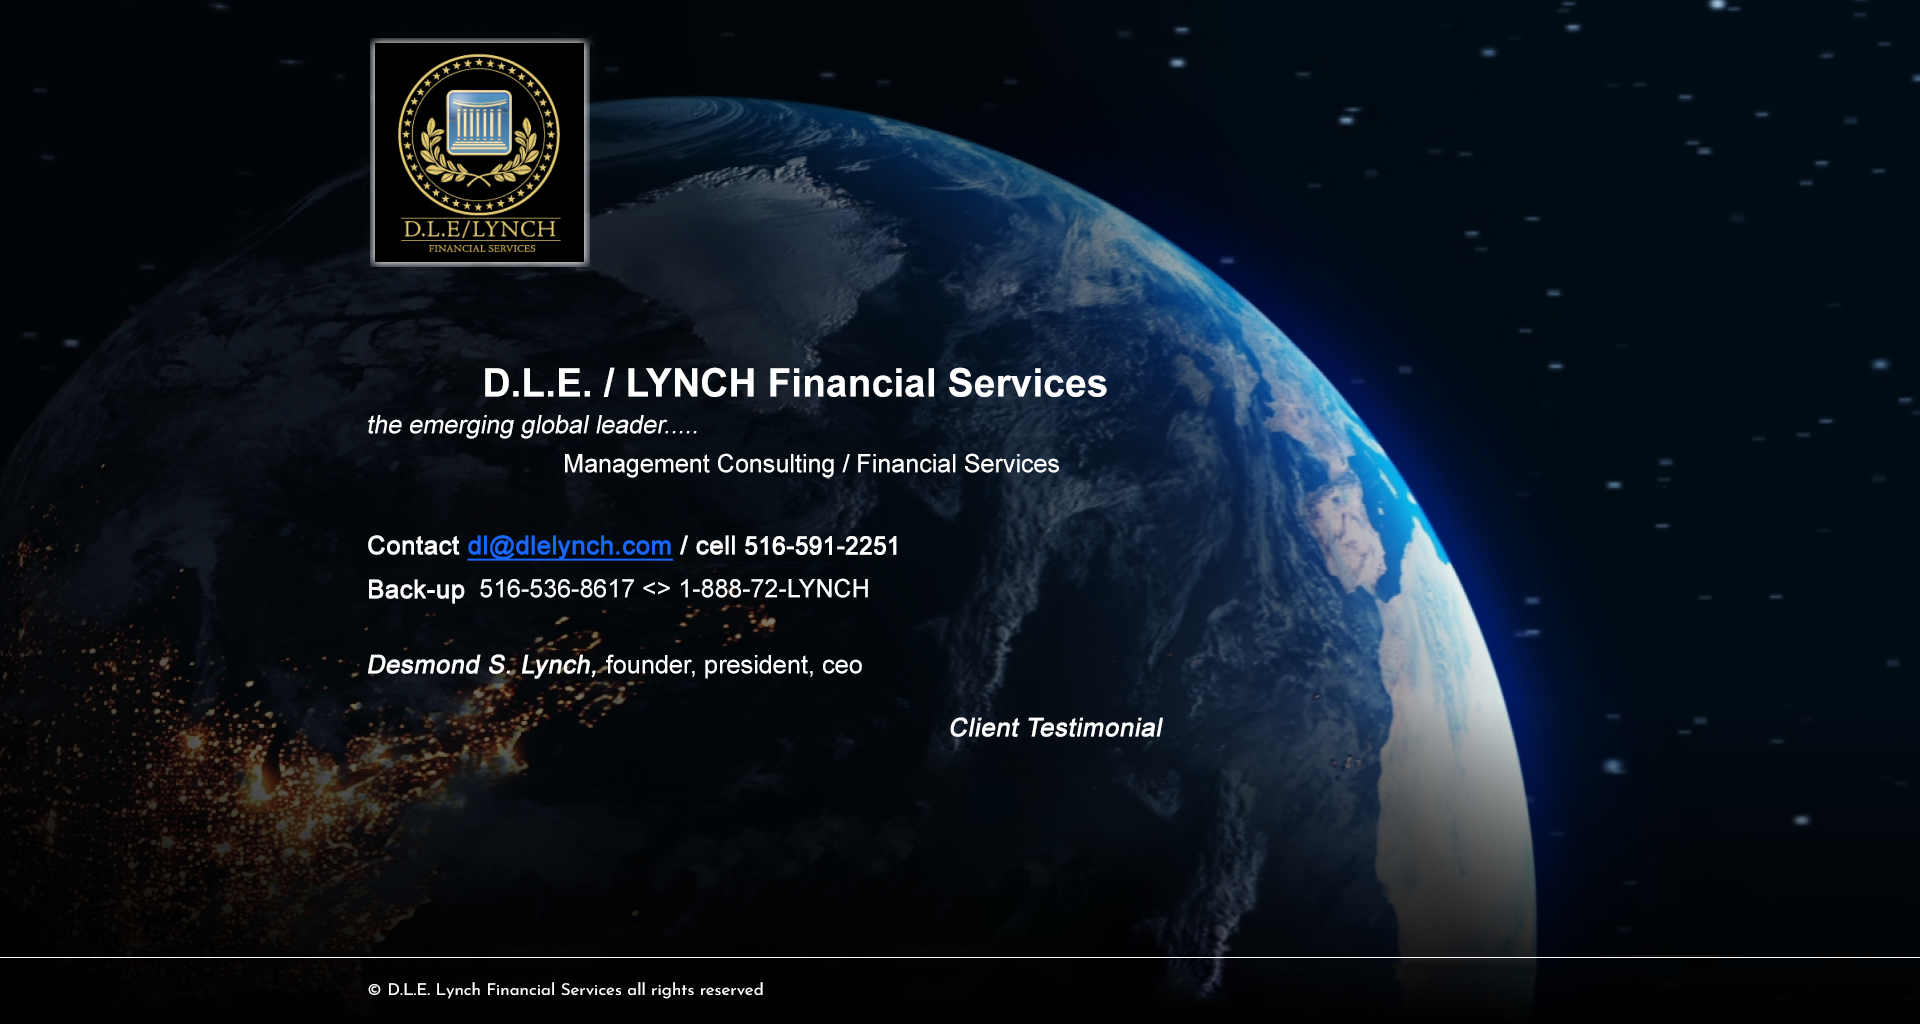 D.L.E/LYNCH
FINANCIAL SERVICES
D.L.E. / LYNCH Financial Services
the emerging global leader.....
Management Consulting / Financial Services
Contact dl@dlelynch.com / cell 516-591-2251
Back-up 516-536-8617 <> 1-888-72-LYNCH
Desmond S. Lynch, founder, president, ceo
Client Testimonial
© D.L.E. Lynch Financial Services all rights reserved